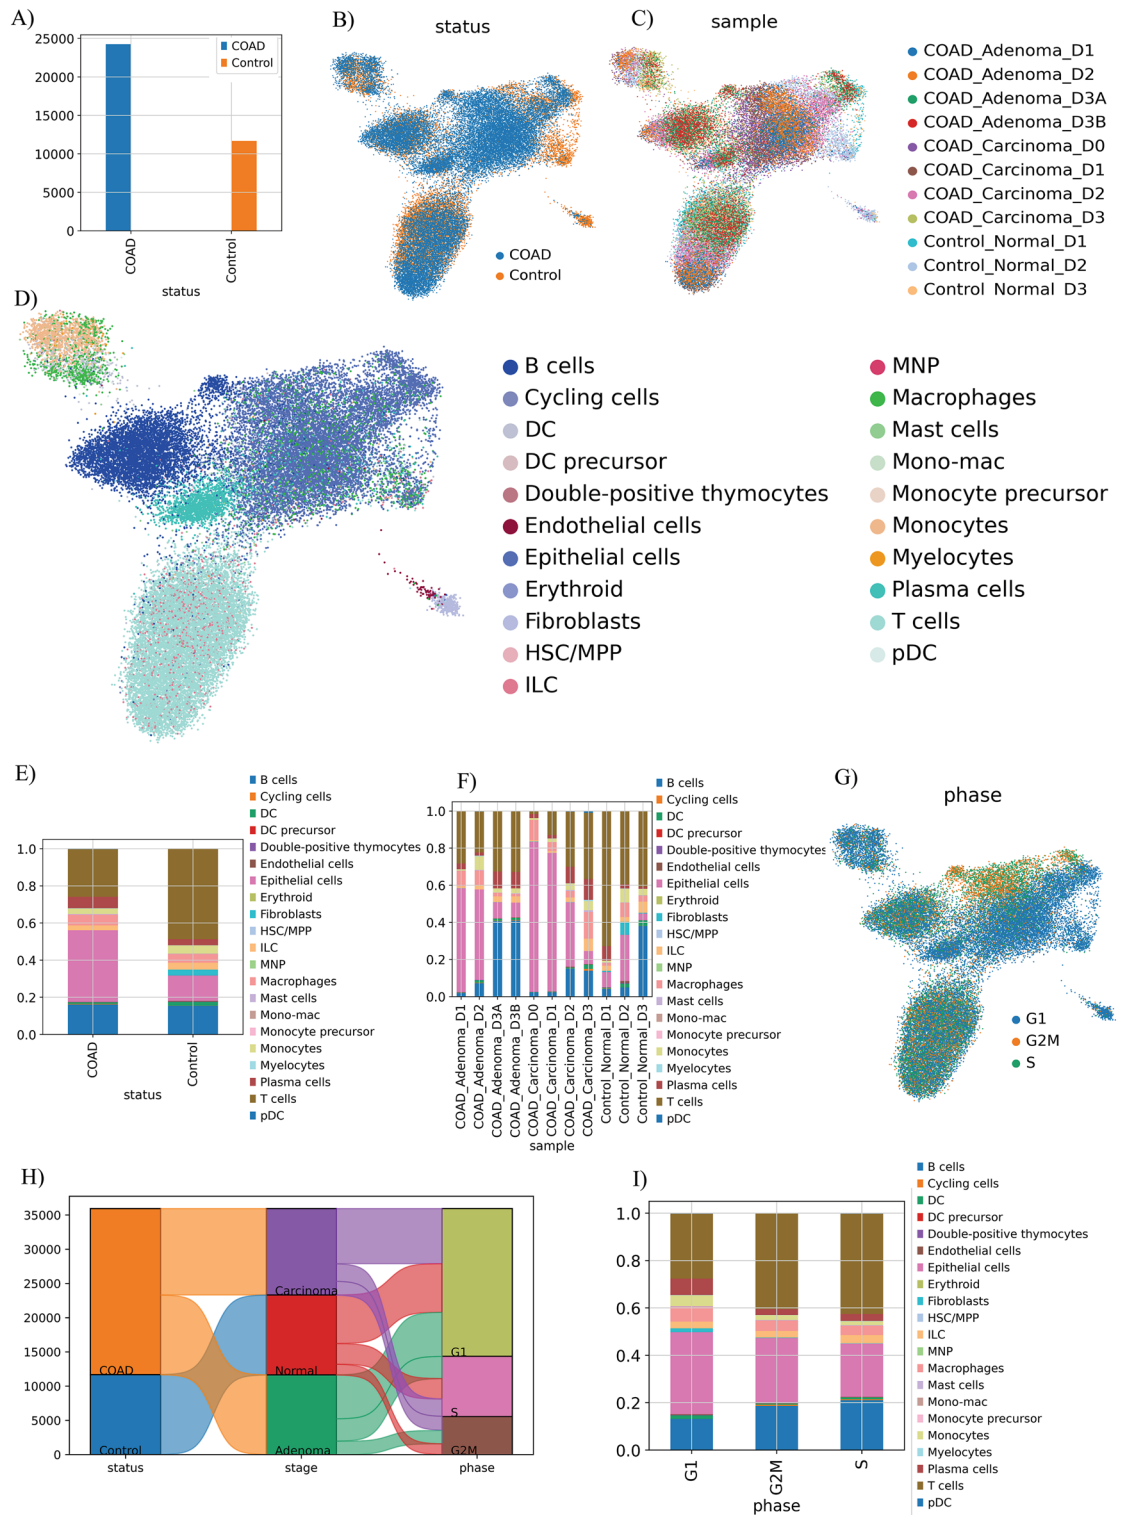 A)
25000
20000
15000
10000
5000
0
COAD
Control
COAD
Control
status
B)
status
COAD
Control
C)
sample
COAD_Adenoma_D1
COAD_Adenoma_D2
COAD_Adenoma_D3A
COAD_Adenoma_D3B
COAD_Carcinoma_D0
COAD_Carcinoma_D1
COAD_Carcinoma_D2
COAD_Carcinoma_D3
Control_Normal_D1
Control_Normal_D2
Control_Normal_D3
D)
B cells
Cycling cells
DC
DC precursor
Double-positive thymocytes
Endothelial cells
Epithelial cells
Erythroid
Fibroblasts
HSC/MPP
ILC
MNP
Macrophages
Mast cells
Mono-mac
Monocyte precursor
Monocytes
Myelocytes
Plasma cells
T cells
pDC
E)
1.0
0.8
0.6
0.4
0.2
0.0
COAD
Control
status
B cells
Cycling cells
DC
DC precursor
Double-positive thymocytes
Endothelial cells
Epithelial cells
Erythroid
Fibroblasts
HSC/MPP
ILC
MNP
Macrophages
Mast cells
Mono-mac
Monocyte precursor
Monocytes
Myelocytes
Plasma cells
T cells
pDC
F)
1.0
0.8
0.6
0.4
0.2
0.0
COAD_Adenoma_D1
COAD_Adenoma_D2
COAD_Adenoma_D3A
COAD_Adenoma_D3B
COAD_Carcinoma_D0
COAD_Carcinoma_D1
COAD_Carcinoma_D2
COAD_Carcinoma_D3
Control_Normal_D1
Control_Normal_D2
Control_Normal_D3
sample
B cells
Cycling cells
DC
DC precursor
Double-positive thymocytes
Endothelial cells
Epithelial cells
Erythroid
Fibroblasts
HSC/MPP
ILC
MNP
Macrophages
Mast cells
Mono-mac
Monocyte precursor
Monocytes
Myelocytes
Plasma cells
T cells
pDC
G)
phase
G1
G2M
S
H)
35000
30000
25000
20000
15000
10000
5000
0
COAD
Control
Carcinoma
Normal
Adenoma
G1
S
G2M
status
stage
phase
I)
1.0
0.8
0.6
0.4
0.2
0.0
G1
G2M
S
phase
B cells
Cycling cells
DC
DC precursor
Double-positive thymocytes
Endothelial cells
Epithelial cells
Erythroid
Fibroblasts
HSC/MPP
ILC
MNP
Macrophages
Mast cells
Mono-mac
Monocyte precursor
Monocytes
Myelocytes
Plasma cells
T cells
pDC